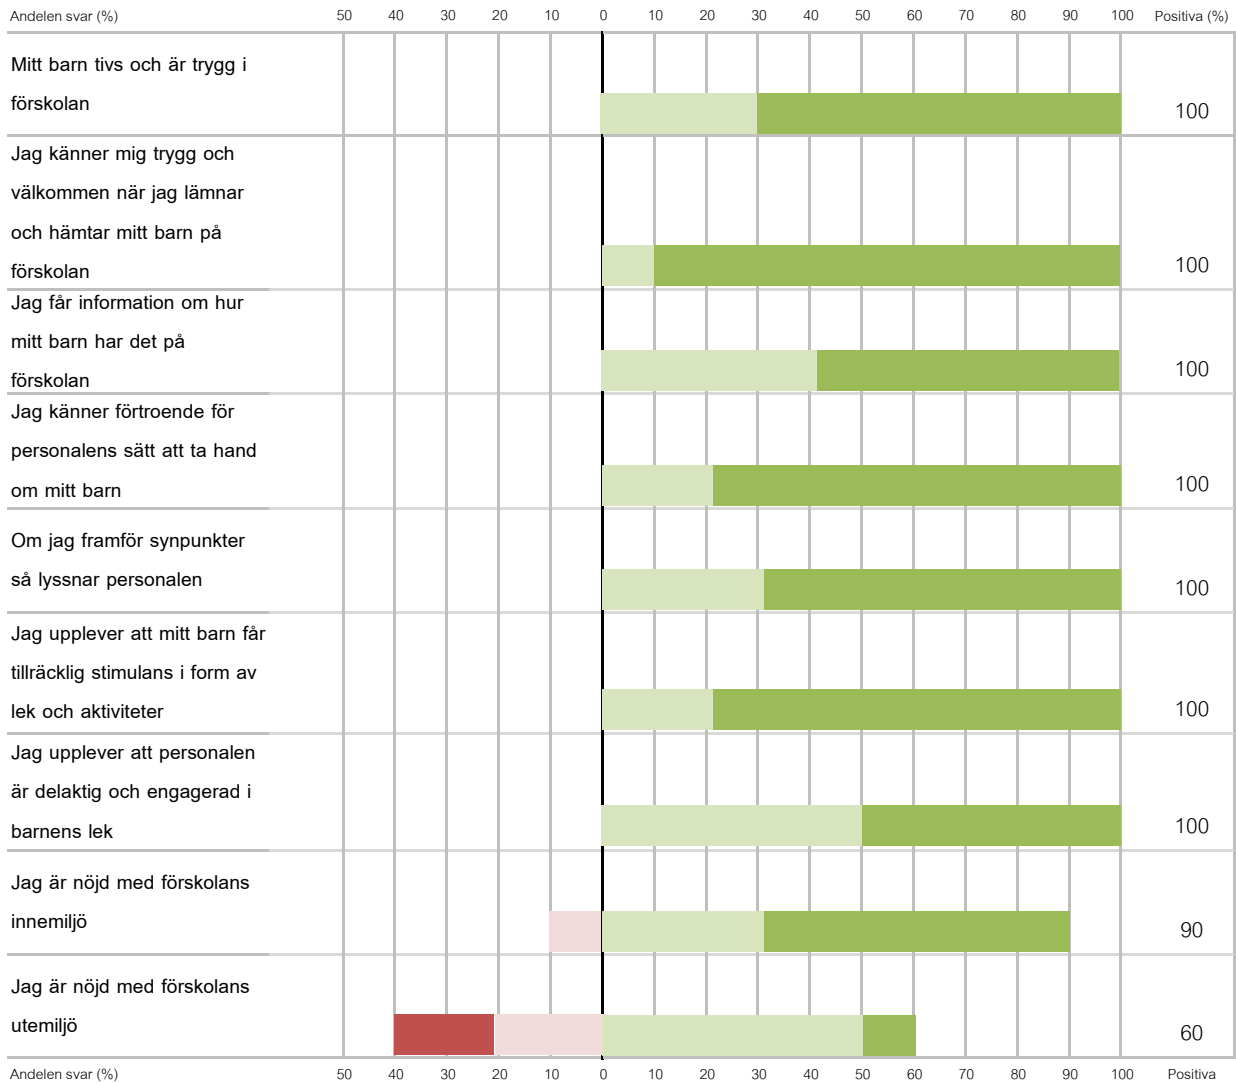 Andelen svar (%) 50 40 30 20 10 0 10 20 30 40 50 60 70 80 90 100 Positiva (%)
Mitt barn tivs och är trygg i
förskolan
100
Jag känner mig trygg och
välkommen när jag lämnar
och hämtar mitt barn på
förskolan
100
Jag får information om hur
mitt barn har det på
förskolan
100
Jag känner förtroende för
personalens sätt att ta hand
om mitt barn
100
Om jag framför synpunkter
så lyssnar personalen
100
Jag upplever att mitt barn får
tillräcklig stimulans i form av
lek och aktiviteter
100
Jag upplever att personalen
är delaktig och engagerad i
barnens lek
100
Jag är nöjd med förskolans
innemiljö
90
Jag är nöjd med förskolans
utemiljö
60
Andelen svar (%) 50 40 30 20 10 0 10 20 30 40 50 60 70 80 90 100 Positiva